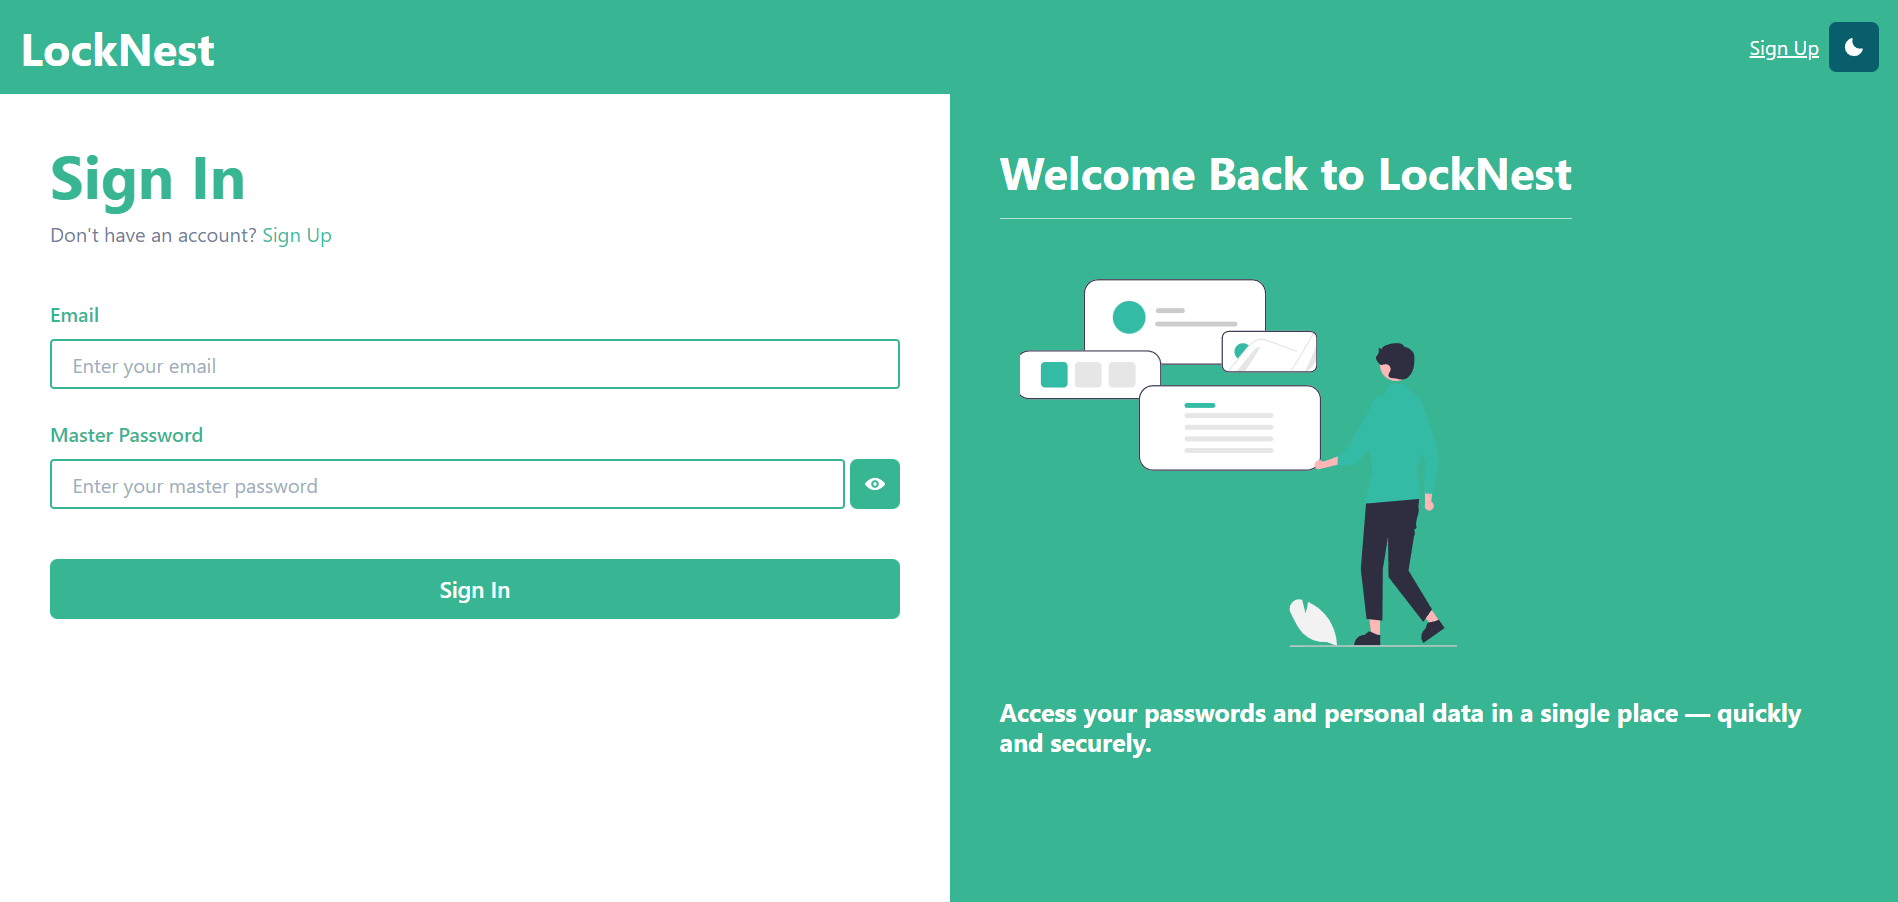 LockNest
Sign Up
Sign In
Don't have an account? Sign Up
Email
Enter your email
Master Password
Enter your master password
Sign In
Welcome Back to LockNest
Access your passwords and personal data in a single place — quickly
and securely.